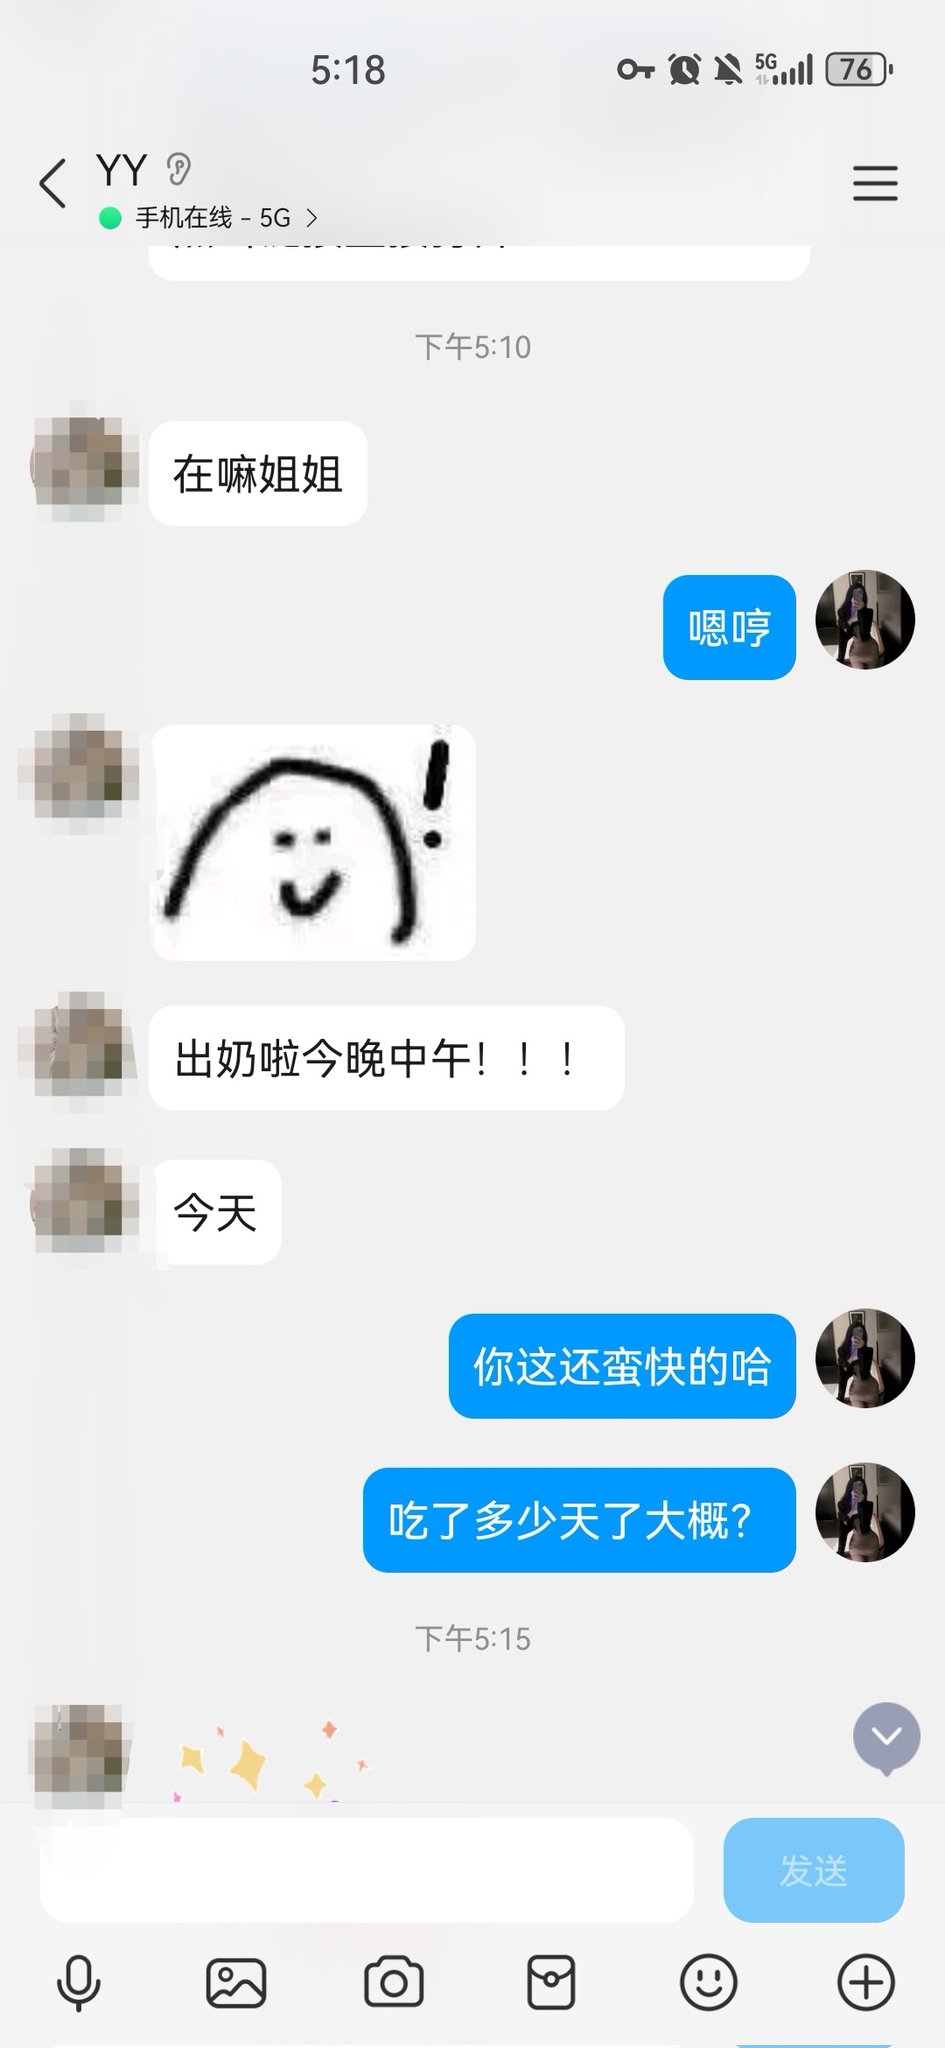 5:18
5G
76
YY
手机在线 - 5G
下午5:10
在嘛姐姐
嗯哼
!
出奶啦今晚中午！！！
今天
你这还蛮快的哈
吃了多少天了大概？
下午5:15
发送